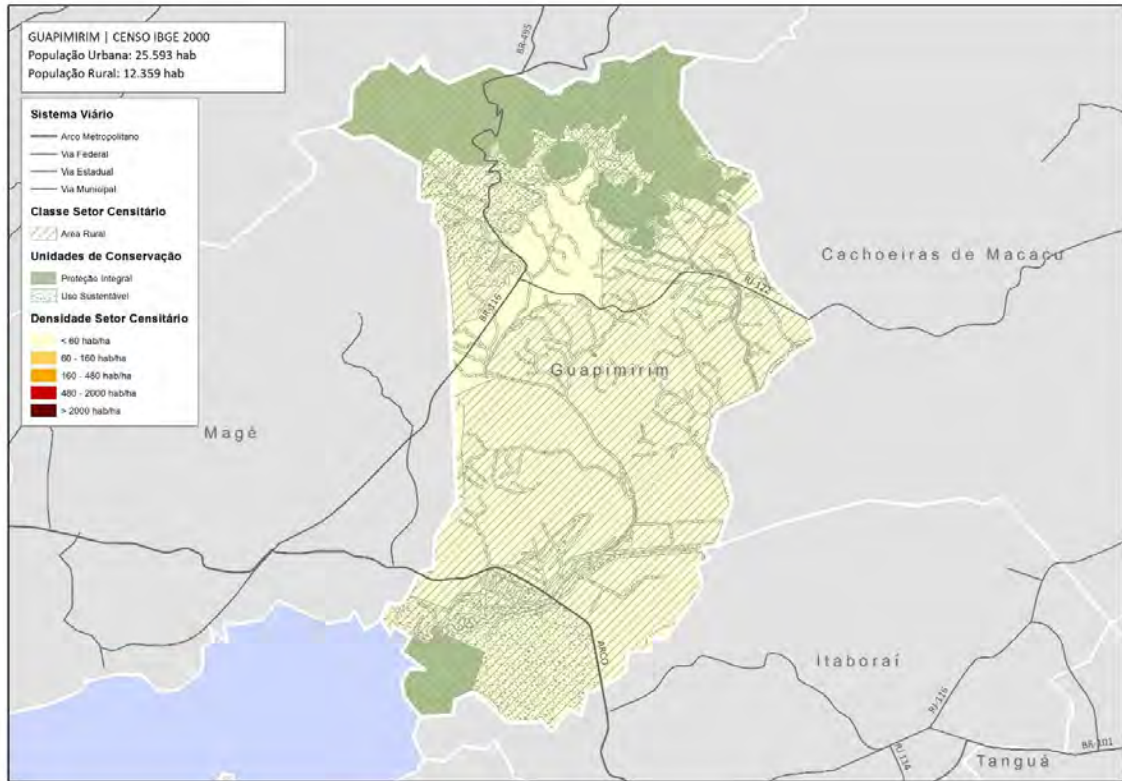 GUAPIMIRIM | CENSO IBGE 2000
População Urbana: 25.593 hab
População Rural: 12.359 hab
Sistema Viário
Arco Metropolitano
Via Federal
Via Estadual
Via Municipal
Classe Setor Censitário
Area Rural
Unidades de Conservação
Proteção Integral
Uso Sustentável
Densidade Setor Censitário
< 60 hab/ha
60 - 160 hab/ha
160 - 480 hab/ha
480 - 2000 hab/ha
> 2000 hab/ha
BR-495
Cachoeiras de Macacu
RJ-122
BR-116
Guapimirim
Magé
ARCO
Itaboraí
RJ-116
RJ-114
BR-101
Tanguá